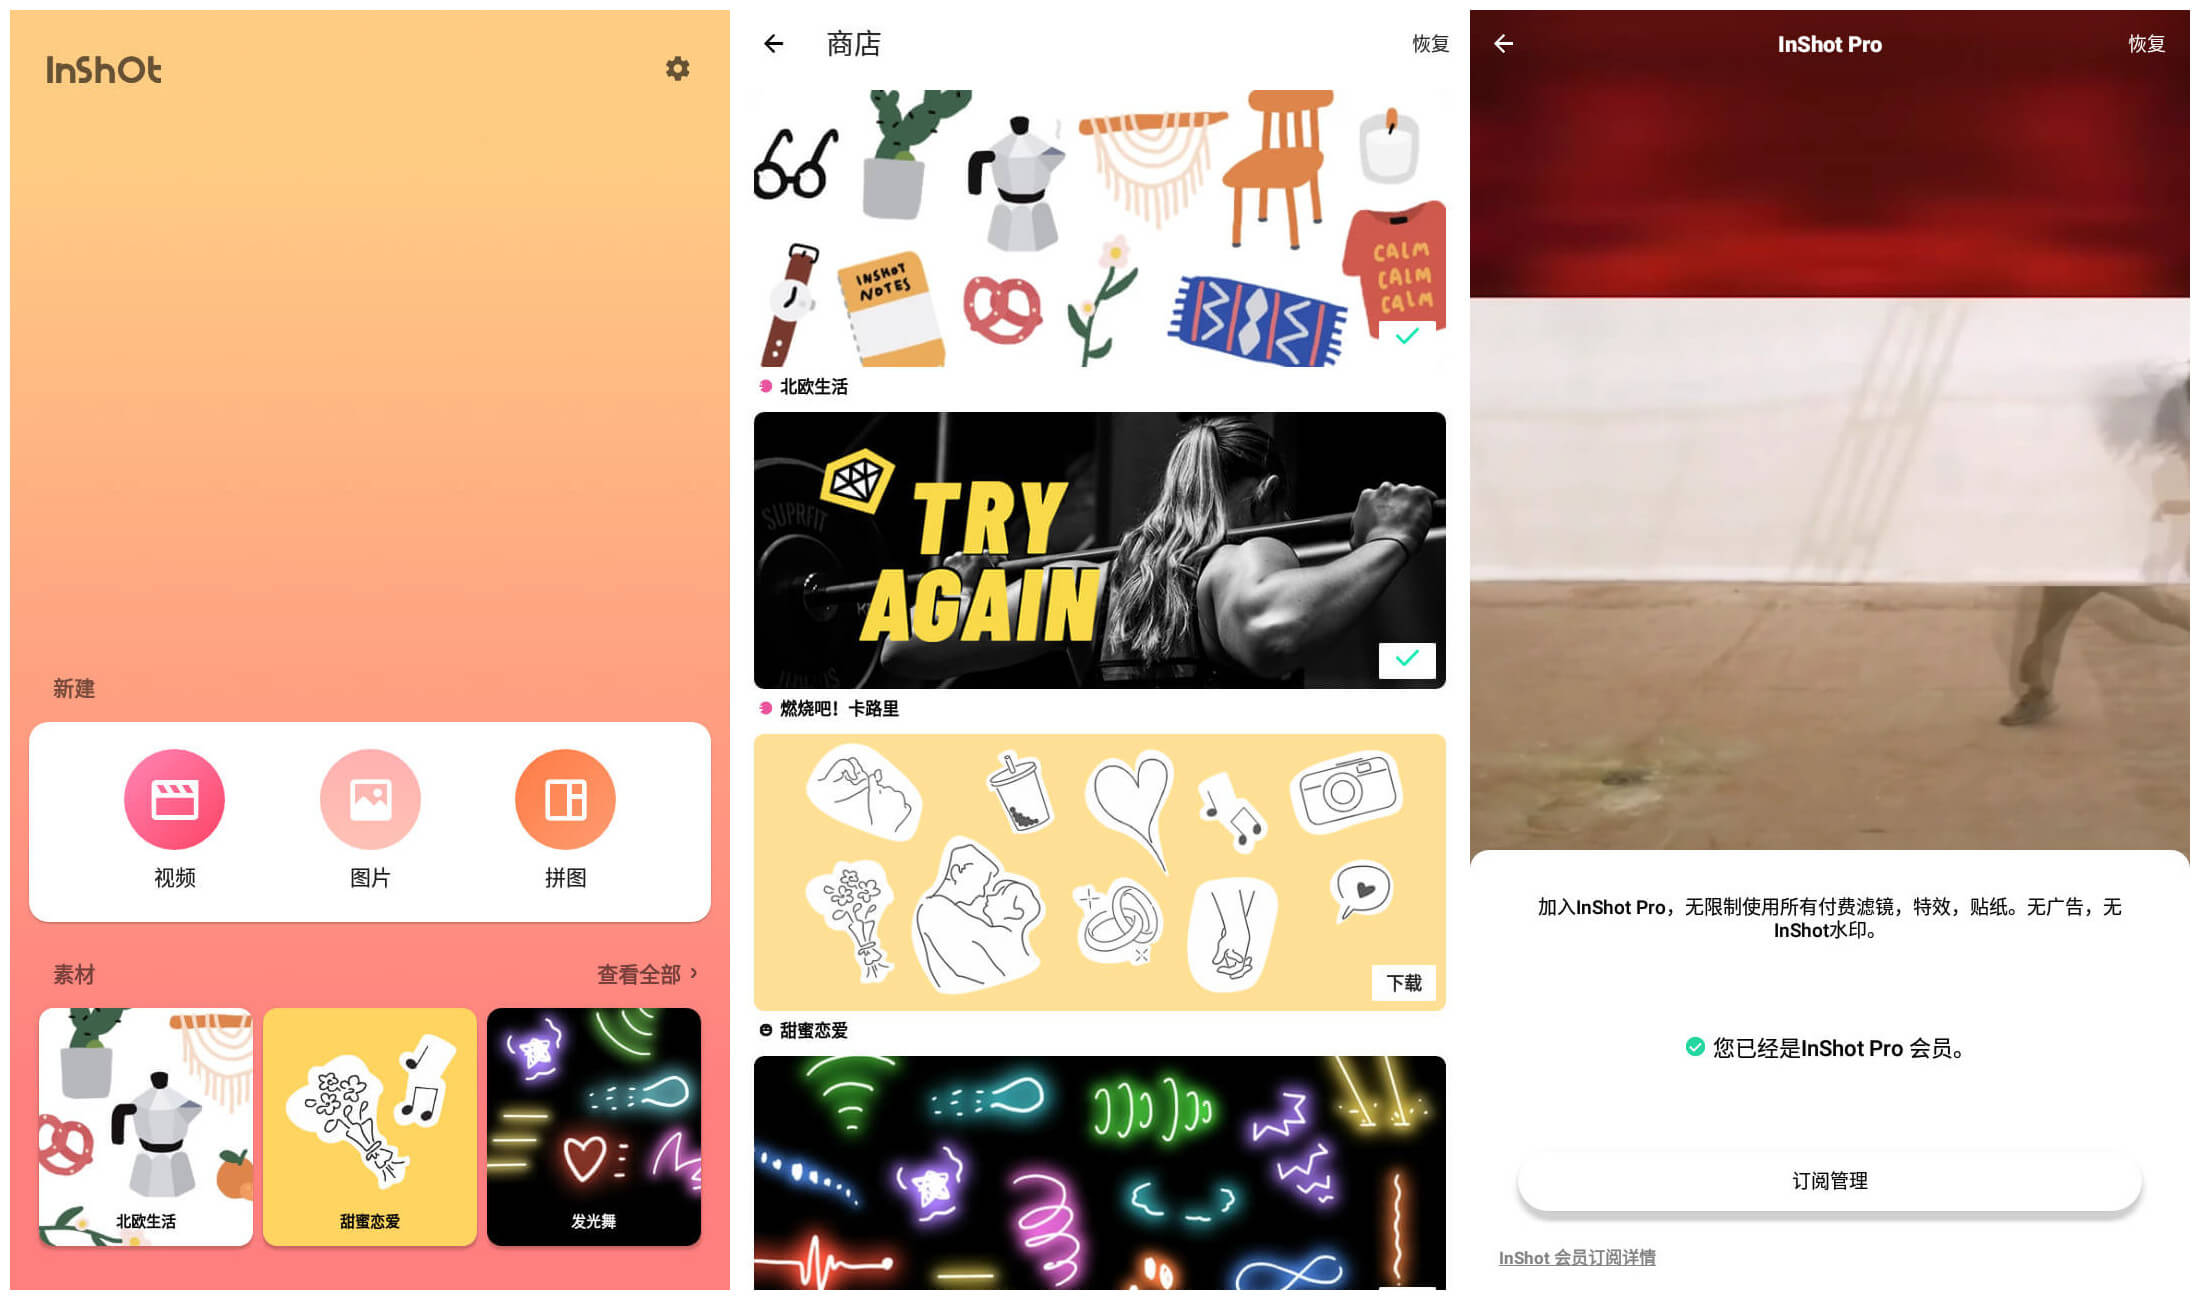 InShOt
新建
视频
图片
拼图
素材
查看全部 ›
北欧生活
甜蜜恋爱
发光舞
商店
恢复
INSHOT
NOTES
CALM
CALM
CALM
北欧生活
SUPRFIT
TRY
AGAIN
燃烧吧！卡路里
下载
甜蜜恋爱
InShot Pro
恢复
加入InShot Pro，无限制使用所有付费滤镜，特效，贴纸。无广告，无
InShot水印。
您已经是InShot Pro 会员。
订阅管理
InShot 会员订阅详情